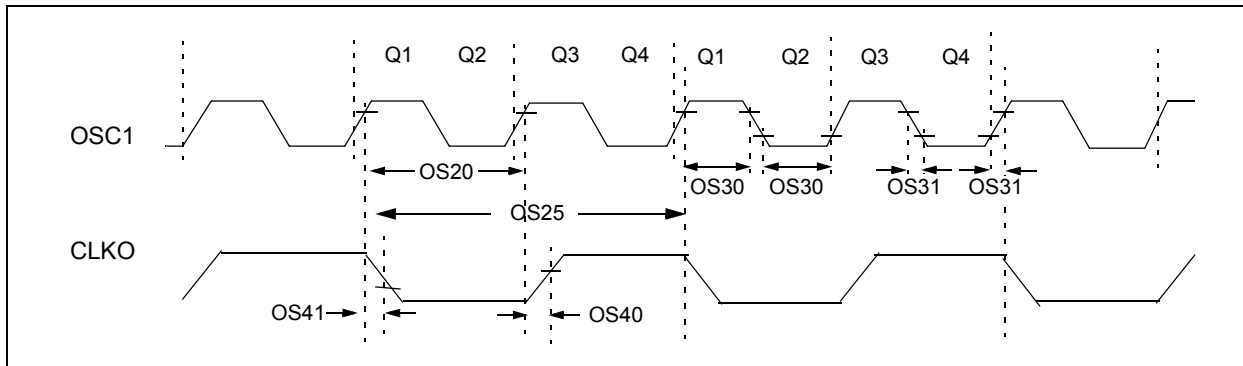 Q1 Q2 Q3 Q4 Q1 Q2 Q3 Q4
OSC1
OS20 OS30 OS30 OS31 OS31
OS25
CLKO
OS41 OS40